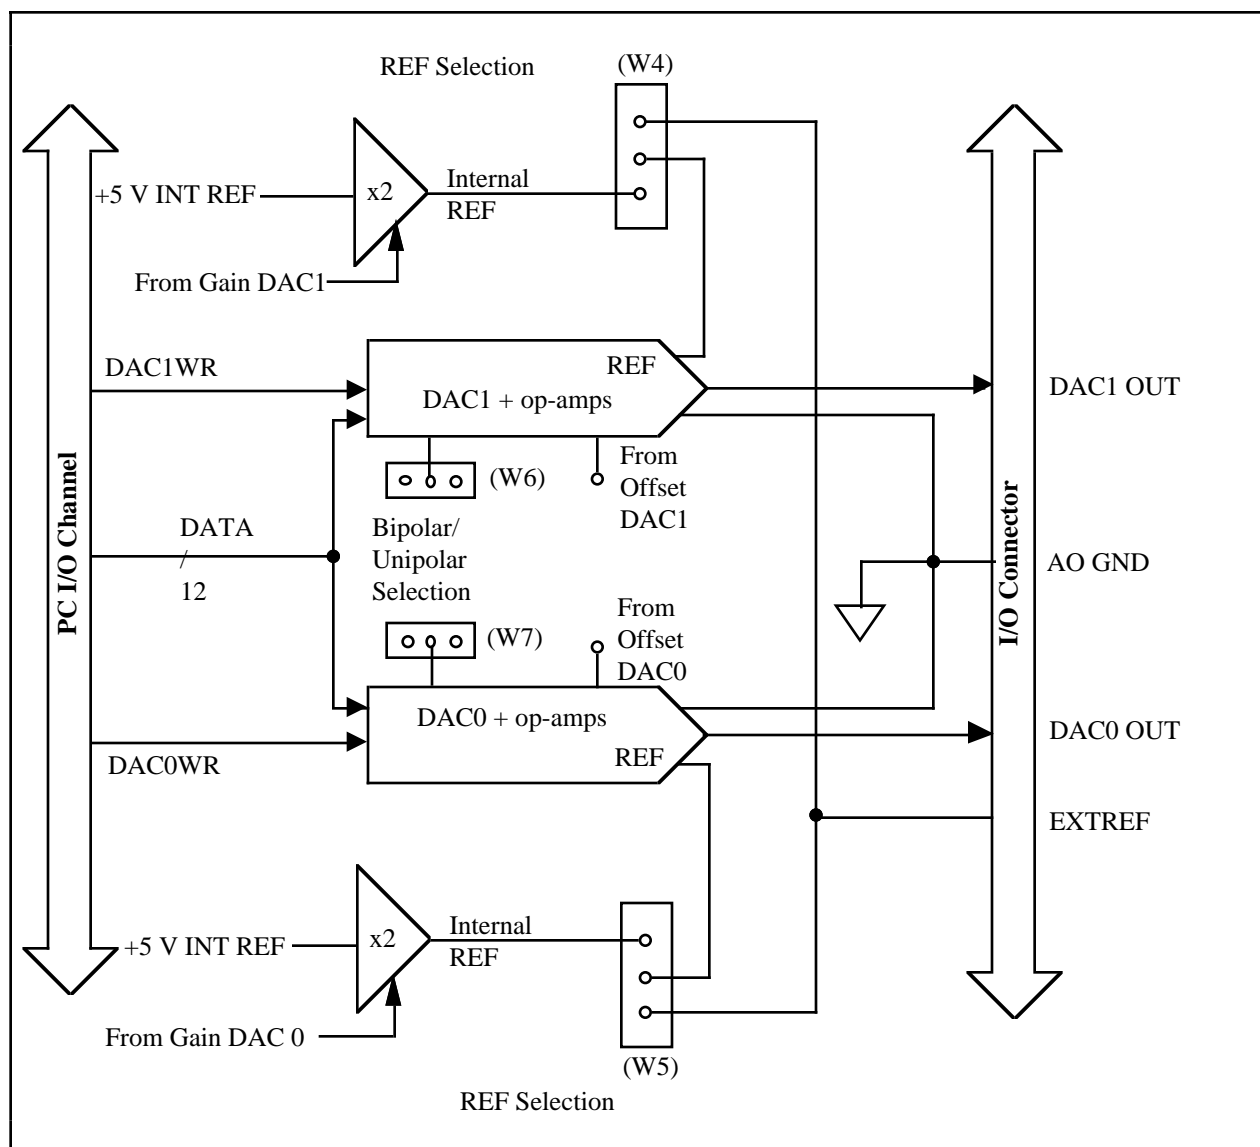 REF Selection
(W4)
+5 V INT REF
x2
Internal
REF
From Gain DAC1
DAC1WR
REF
DAC1 + op-amps
DAC1 OUT
(W6)
From
Offset
DAC1
PC I/O Channel
DATA
/
12
Bipolar/
Unipolar
Selection
I/O Connector
AO GND
(W7)
From
Offset
DAC0
DAC0 + op-amps
REF
DAC0 OUT
DAC0WR
EXTREF
+5 V INT REF
x2
Internal
REF
From Gain DAC 0
(W5)
REF Selection